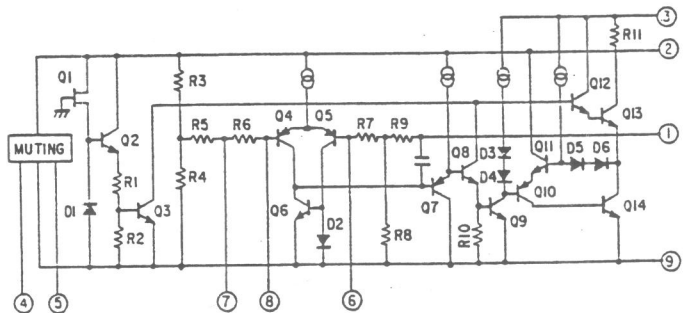 3
R11
2
Q1
R3
Q12
Q13
Q4
Q5
R5
R6
R7
R9
1
MUTING
Q2
Q8
D3
Q11
D5
D6
R1
R4
D4
Q10
D1
Q3
Q6
D2
Q7
Q9
Q14
R2
R8
R10
9
4
5
7
8
6